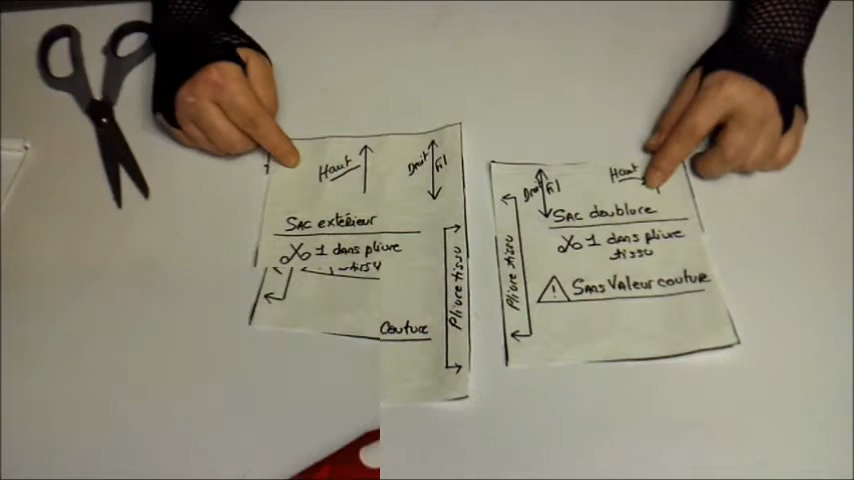 Haut
Droit Fil
Sac extérieur
1 dans pliure
tissu
Couture
Pliure tissu
Haut
Droit Fil
Sac doublure
1 dans pliure
tissu
Sans Valeur couture
Pliure tissu